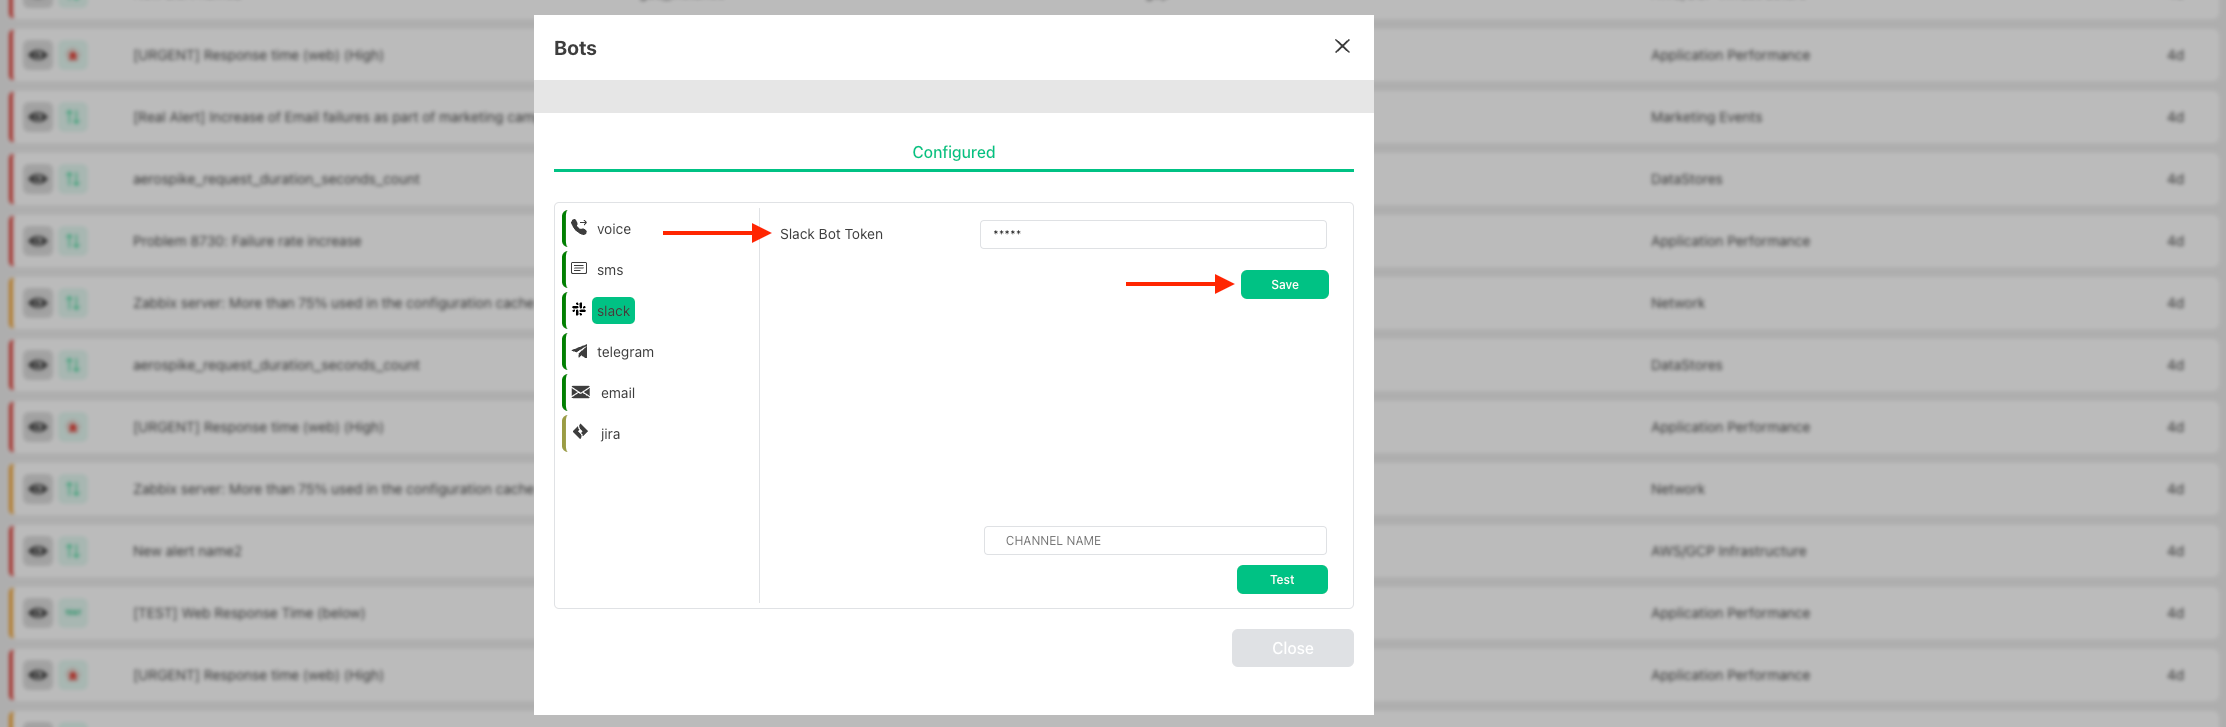 Bots
Configured
voice
sms
slack
telegram
email
jira
Slack Bot Token
*****
Save
CHANNEL NAME
Test
Close
[URGENT] Response time (web) (High) Application Performance 4d
[Real Alert] Increase of Email failures as part of marketing cam Marketing Events 4d
aerospike_request_duration_seconds_count DataStores 4d
Problem 8730: Failure rate increase Application Performance 4d
Zabbix server: More than 75% used in the configuration cache Network 4d
aerospike_request_duration_seconds_count DataStores 4d
[URGENT] Response time (web) (High) Application Performance 4d
Zabbix server: More than 75% used in the configuration cache Network 4d
New alert name2 AWS/GCP Infrastructure 4d
[TEST] Web Response Time (below) Application Performance 4d
[URGENT] Response time (web) (High) Application Performance 4d